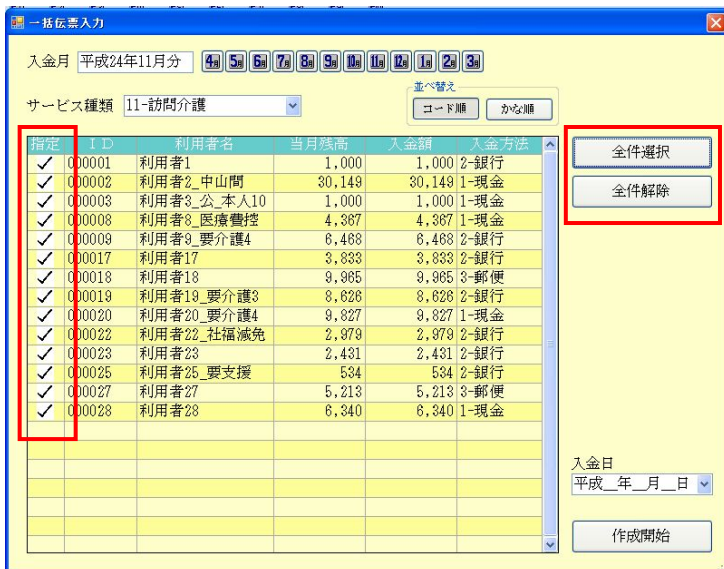 一括伝票入力
入金月 平成24年11月分 4月 5月 6月 7月 8月 9月 10月 11月 12月 1月 2月 3月
並べ替え
サービス種類 11-訪問介護 コード順 かな順
指定 ID 利用者名 当月残高 入金額 入金方法
✓ 000001 利用者1 1,000 1,000 2-銀行
✓ 000002 利用者2_中山間 30,149 30,149 1-現金
✓ 000003 利用者3_公_本人10 1,000 1,000 1-現金
✓ 000008 利用者8_医療費控 4,367 4,367 1-現金
✓ 000009 利用者9_要介護4 6,468 6,468 2-銀行
✓ 000017 利用者17 3,833 3,833 2-銀行
✓ 000018 利用者18 9,965 9,965 3-郵便
✓ 000019 利用者19_要介護3 8,626 8,626 2-銀行
✓ 000020 利用者20_要介護4 9,827 9,827 1-現金
✓ 000022 利用者22_社福減免 2,979 2,979 2-銀行
✓ 000023 利用者23 2,431 2,431 2-銀行
✓ 000025 利用者25_要支援 534 534 2-銀行
✓ 000027 利用者27 5,213 5,213 3-郵便
✓ 000028 利用者28 6,340 6,340 1-現金
全件選択
全件解除
入金日
平成__年__月__日
作成開始